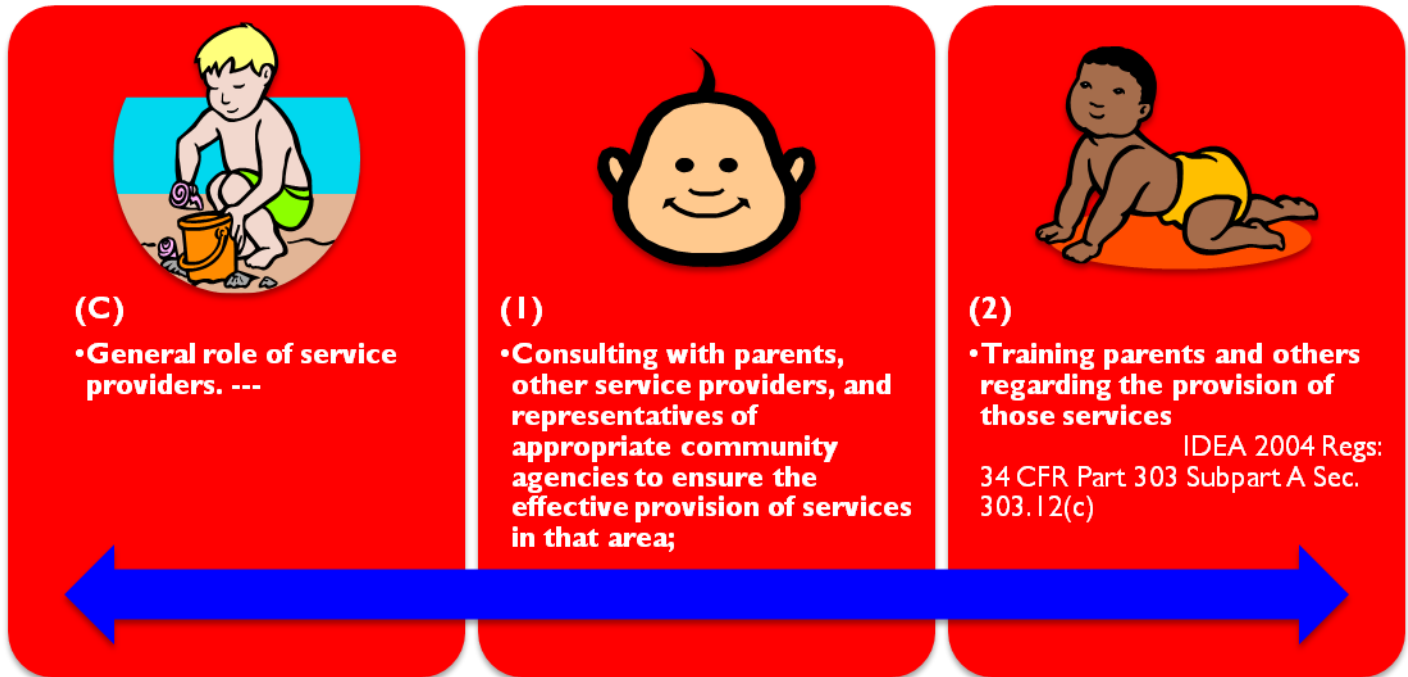 (C)
•General role of service
providers. ---
(1)
•Consulting with parents,
other service providers, and
representatives of
appropriate community
agencies to ensure the
effective provision of services
in that area;
(2)
•Training parents and others
regarding the provision of
those services
IDEA 2004 Regs:
34 CFR Part 303 Subpart A Sec.
303.12(c)